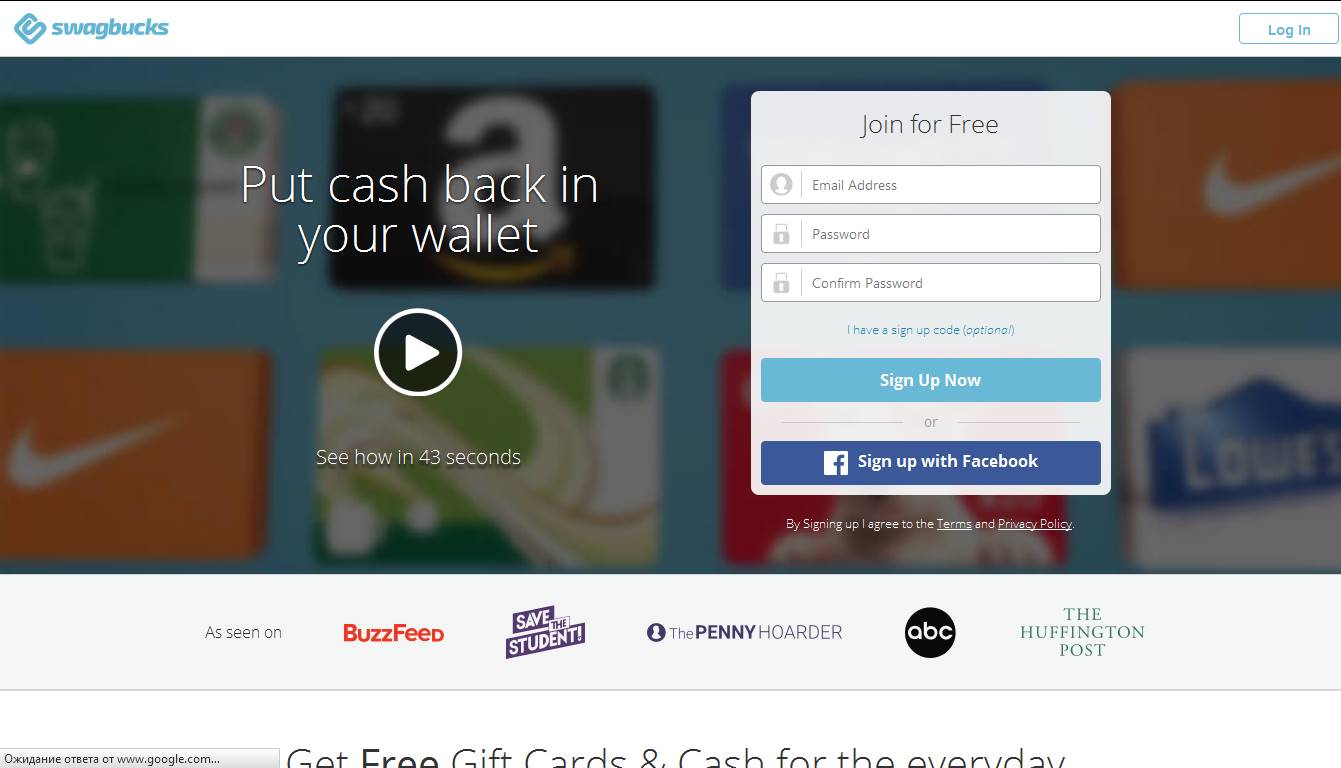 swagbucks
Log In
Put cash back in
your wallet
See how in 43 seconds
Join for Free
Email Address
Password
Confirm Password
I have a sign up code (optional)
Sign Up Now
or
Sign up with Facebook
By Signing up I agree to the Terms and Privacy Policy.
LOWE'S
As seen on
BuzzFeed
SAVE THE STUDENT!
The PENNY HOARDER
abc
THE
HUFFINGTON
POST
Get Free Gift Cards & Cash for the everyday
Ожидание ответа от www.google.com...